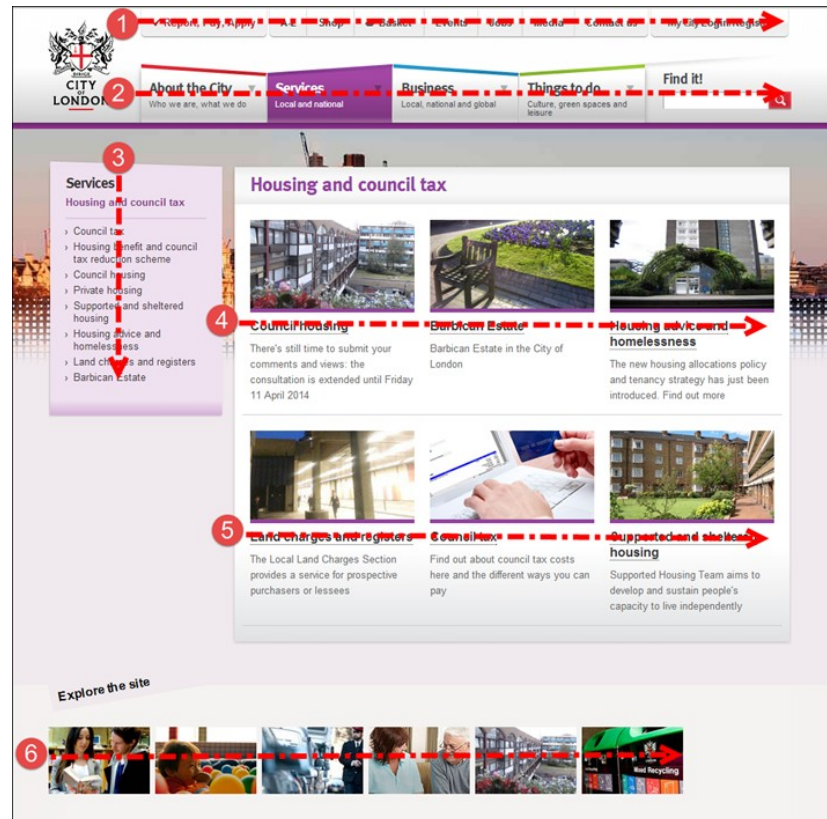 1
✓ Report, Pay, Apply A-Z Shop Basket Events Jobs Media Contact us My City Login/Register
CITY
OF
LONDON
2
About the City
Who we are, what we do
Services
Local and national
Business
Local, national and global
Things to do
Culture, green spaces and
leisure
Find it!
3
Services
Housing and council tax
› Council tax
› Housing benefit and council
tax reduction scheme
› Council housing
› Private housing
› Supported and sheltered
housing
› Housing advice and
homelessness
› Land charges and registers
› Barbican Estate
Housing and council tax
4
Council housing
There's still time to submit your
comments and views: the
consultation is extended until Friday
11 April 2014
Barbican Estate
Barbican Estate in the City of
London
Housing advice and
homelessness
The new housing allocations policy
and tenancy strategy has just been
introduced. Find out more
5
Land charges and registers
The Local Land Charges Section
provides a service for prospective
purchasers or lessees
Council tax
Find out about council tax costs
here and the different ways you can
pay
Supported and sheltered
housing
Supported Housing Team aims to
develop and sustain people's
capacity to live independently
Explore the site
6
Mixed Recycling